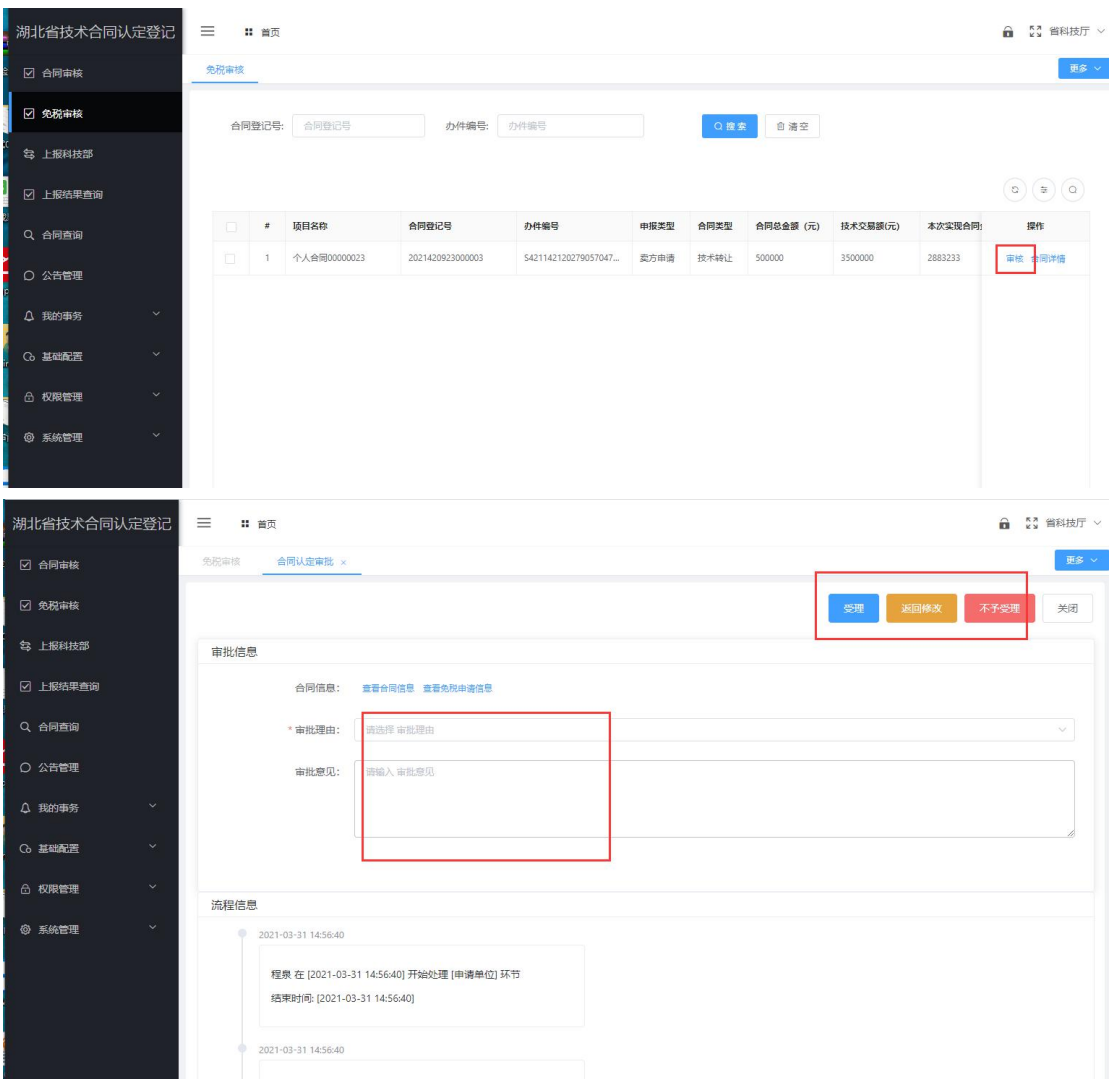 湖北省技术合同认定登记
首页
省科技厅
合同审核
免税审核
更多
免税审核
合同登记号:
合同登记号
办件编号:
办件编号
搜索
清空
上报科技部
上报结果查询
合同查询
公告管理
我的事务
基础配置
权限管理
系统管理
# 项目名称 合同登记号 办件编号 申报类型 合同类型 合同总金额 (元) 技术交易额(元) 本次实现合同 操作
1 个人合同00000023 2021420923000003 S421142120279057047... 卖方申请 技术转让 500000 3500000 2883233 审核 合同详情
湖北省技术合同认定登记
首页
省科技厅
合同审核
免税审核
合同认定审批 ×
更多
免税审核
上报科技部
上报结果查询
合同查询
公告管理
我的事务
基础配置
权限管理
系统管理
受理 返回修改 不予受理 关闭
审批信息
合同信息: 查看合同信息 查看免税申请信息
* 审批理由: 请选择 审批理由
审批意见: 请输入 审批意见
流程信息
2021-03-31 14:56:40
程泉 在 [2021-03-31 14:56:40] 开始处理 [申请单位] 环节
结束时间: [2021-03-31 14:56:40]
2021-03-31 14:56:40